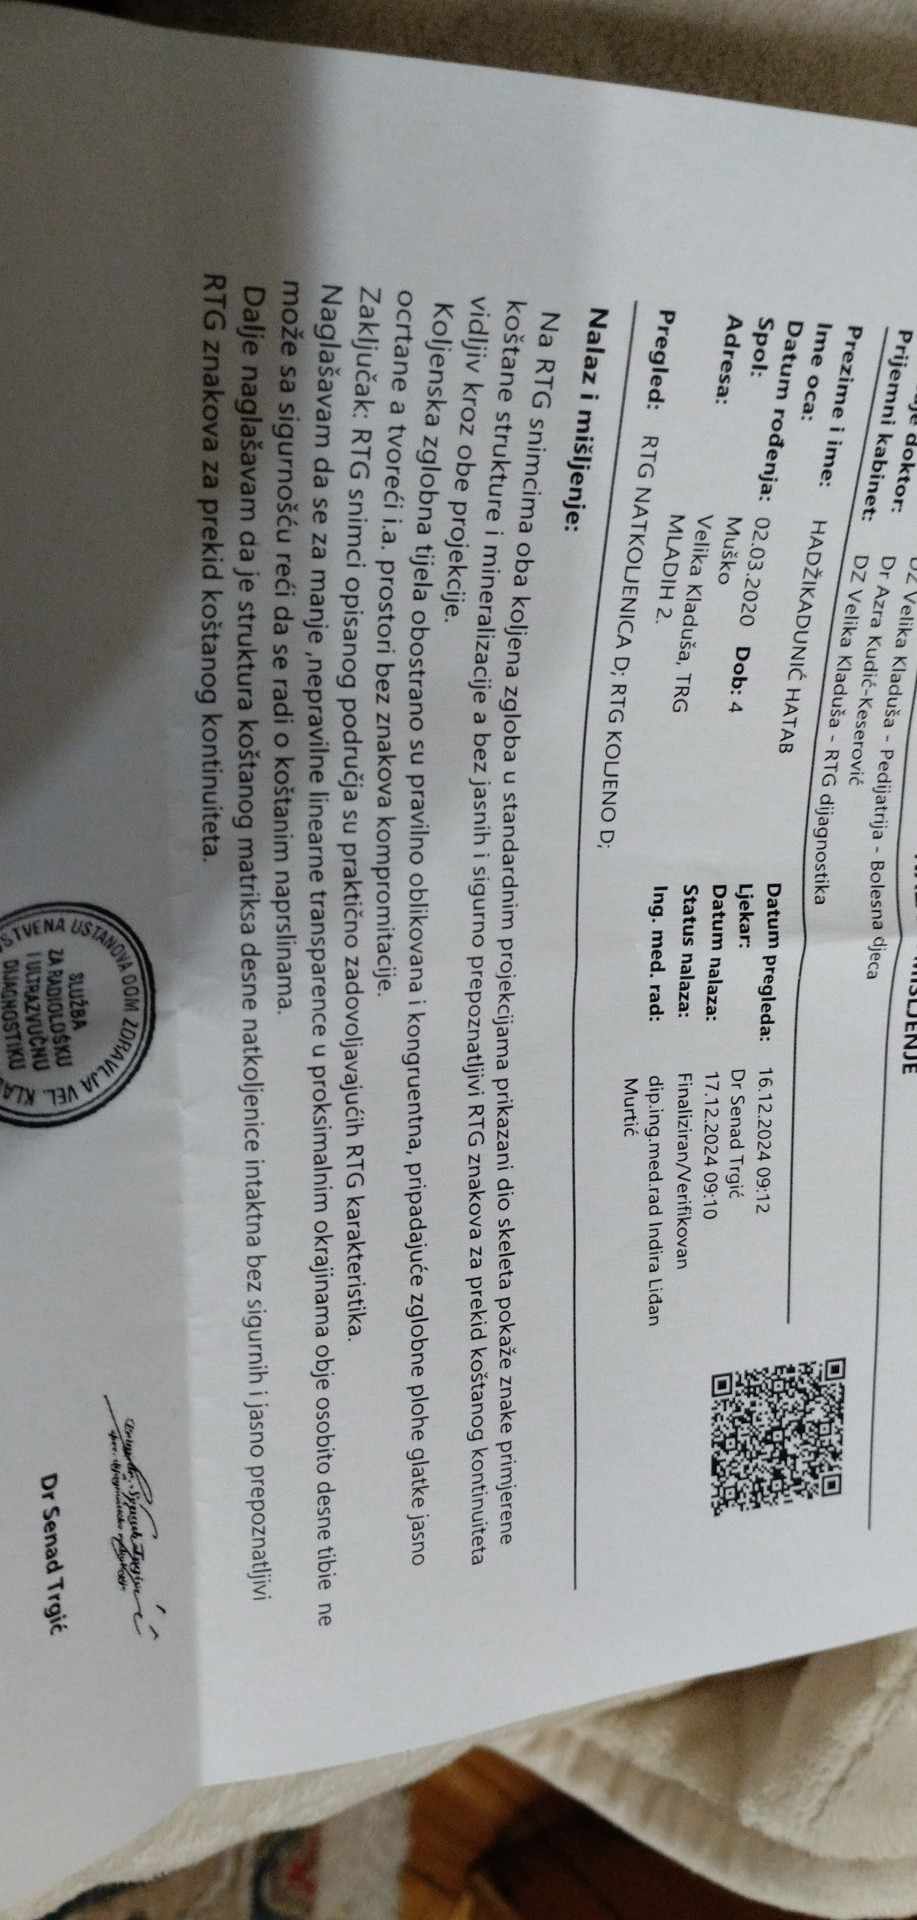 MIŠLJENJE
doktor:
DZ Velika Kladuša - Pedijatrija - Bolesna djeca
Dr Azra Kudić-Keserović
Prijemni kabinet:
DZ Velika Kladuša - RTG dijagnostika
Prezime i ime:
HADŽIKADUNIĆ HATAB
Ime oca:
Datum rođenja: 02.03.2020 Dob: 4
Spol: Muško
Adresa: Velika Kladuša, TRG
MLADIH 2.
Datum pregleda: 16.12.2024 09:12
Ljekar: Dr Senad Trgić
Datum nalaza: 17.12.2024 09:10
Status nalaza: Finaliziran/Verifikovan
Ing. med. rad: dip.ing.med.rad Indira Liđan
Murtić
Pregled: RTG NATKOLJENICA D; RTG KOLJENO D;
Nalaz i mišljenje:
Na RTG snimcima oba koljena zgloba u standardnim projekcijama prikazani dio skeleta pokaže znake primjerene
koštane strukture i mineralizacije a bez jasnih i sigurno prepoznatljivi RTG znakova za prekid koštanog kontinuiteta
vidljiv kroz obe projekcije.
Koljenska zglobna tijela obostrano su pravilno oblikovana i kongruentna, pripadajuće zglobne plohe glatke jasno
ocrtane a tvoreći i.a. prostori bez znakova kompromitacije.
Zaključak: RTG snimci opisanog područja su praktično zadovoljavajućih RTG karakteristika.
Naglašavam da se za manje ,nepravilne linearne transparence u proksimalnim okrajinama obje osobito desne tibie ne
može sa sigurnošću reći da se radi o koštanim naprslinama.
Dalje naglašavam da je struktura koštanog matriksa desne natkoljenice intaktna bez sigurnih i jasno prepoznatljivi
RTG znakova za prekid koštanog kontinuiteta.
STVENA USTANOVA DOM ZDRAVLJA VEL. KLA
SLUŽBA
ZA RADIOLOŠKU
I ULTRAZVUČNU
DIJAGNOSTIKU
Dr Senad Trgić